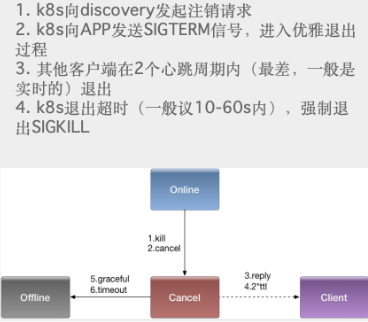 1. k8s向discovery发起注销请求
2. k8s向APP发送SIGTERM信号，进入优雅退出
过程
3. 其他客户端在2个心跳周期内（最差，一般是
实时的）退出
4. k8s退出超时（一般议10-60s内），强制退
出SIGKILL
Online
1.kill
2.cancel
5.graceful
6.timeout
3.reply
4.2*ttl
Offline
Cancel
Client